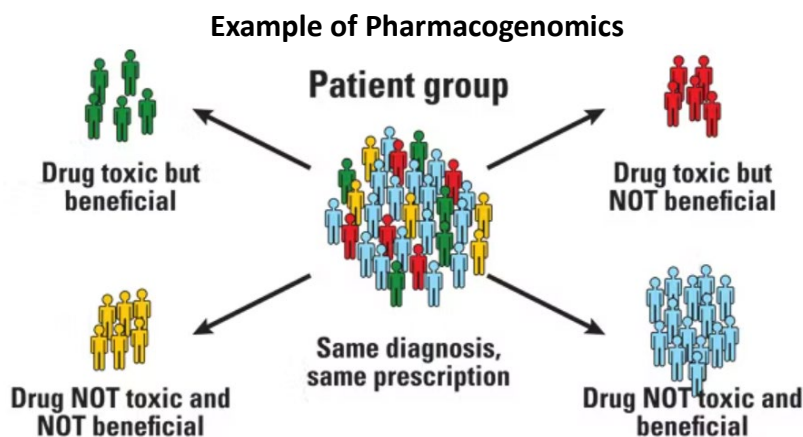 Example of Pharmacogenomics
Patient group
Drug toxic but
beneficial
Drug toxic but
NOT beneficial
Same diagnosis,
same prescription
Drug NOT toxic and
NOT beneficial
Drug NOT toxic and
beneficial